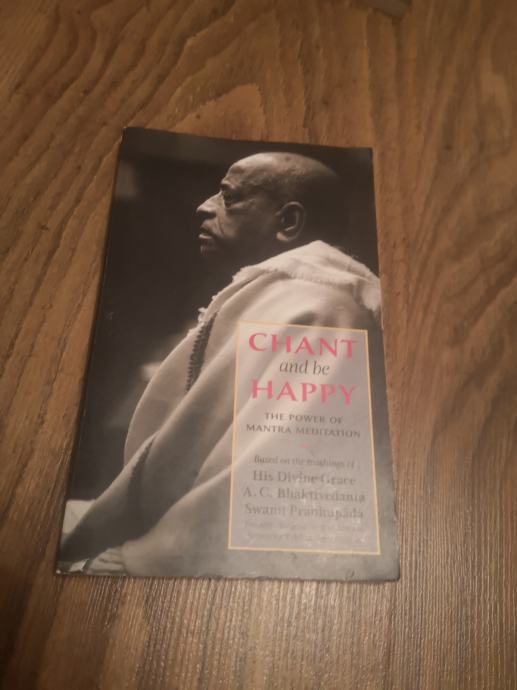 CHANT
and be
HAPPY
THE POWER OF
MANTRA MEDITATION
Based on the teachings of
His Divine Grace
A. C. Bhaktivedanta
Swami Prabhupāda